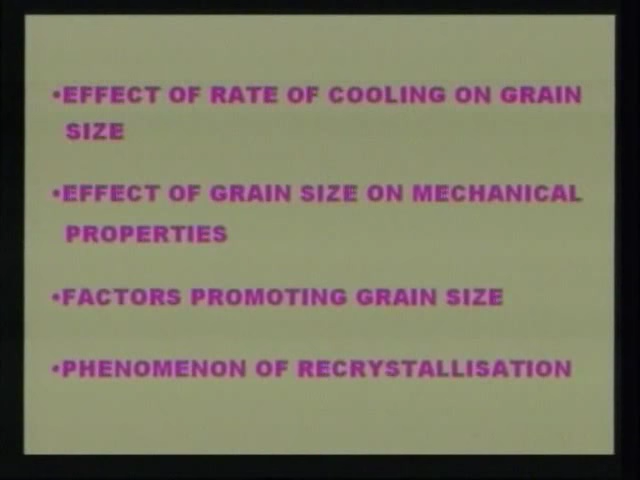 •EFFECT OF RATE OF COOLING ON GRAIN
SIZE
•EFFECT OF GRAIN SIZE ON MECHANICAL
PROPERTIES
•FACTORS PROMOTING GRAIN SIZE
•PHENOMENON OF RECRYSTALLISATION